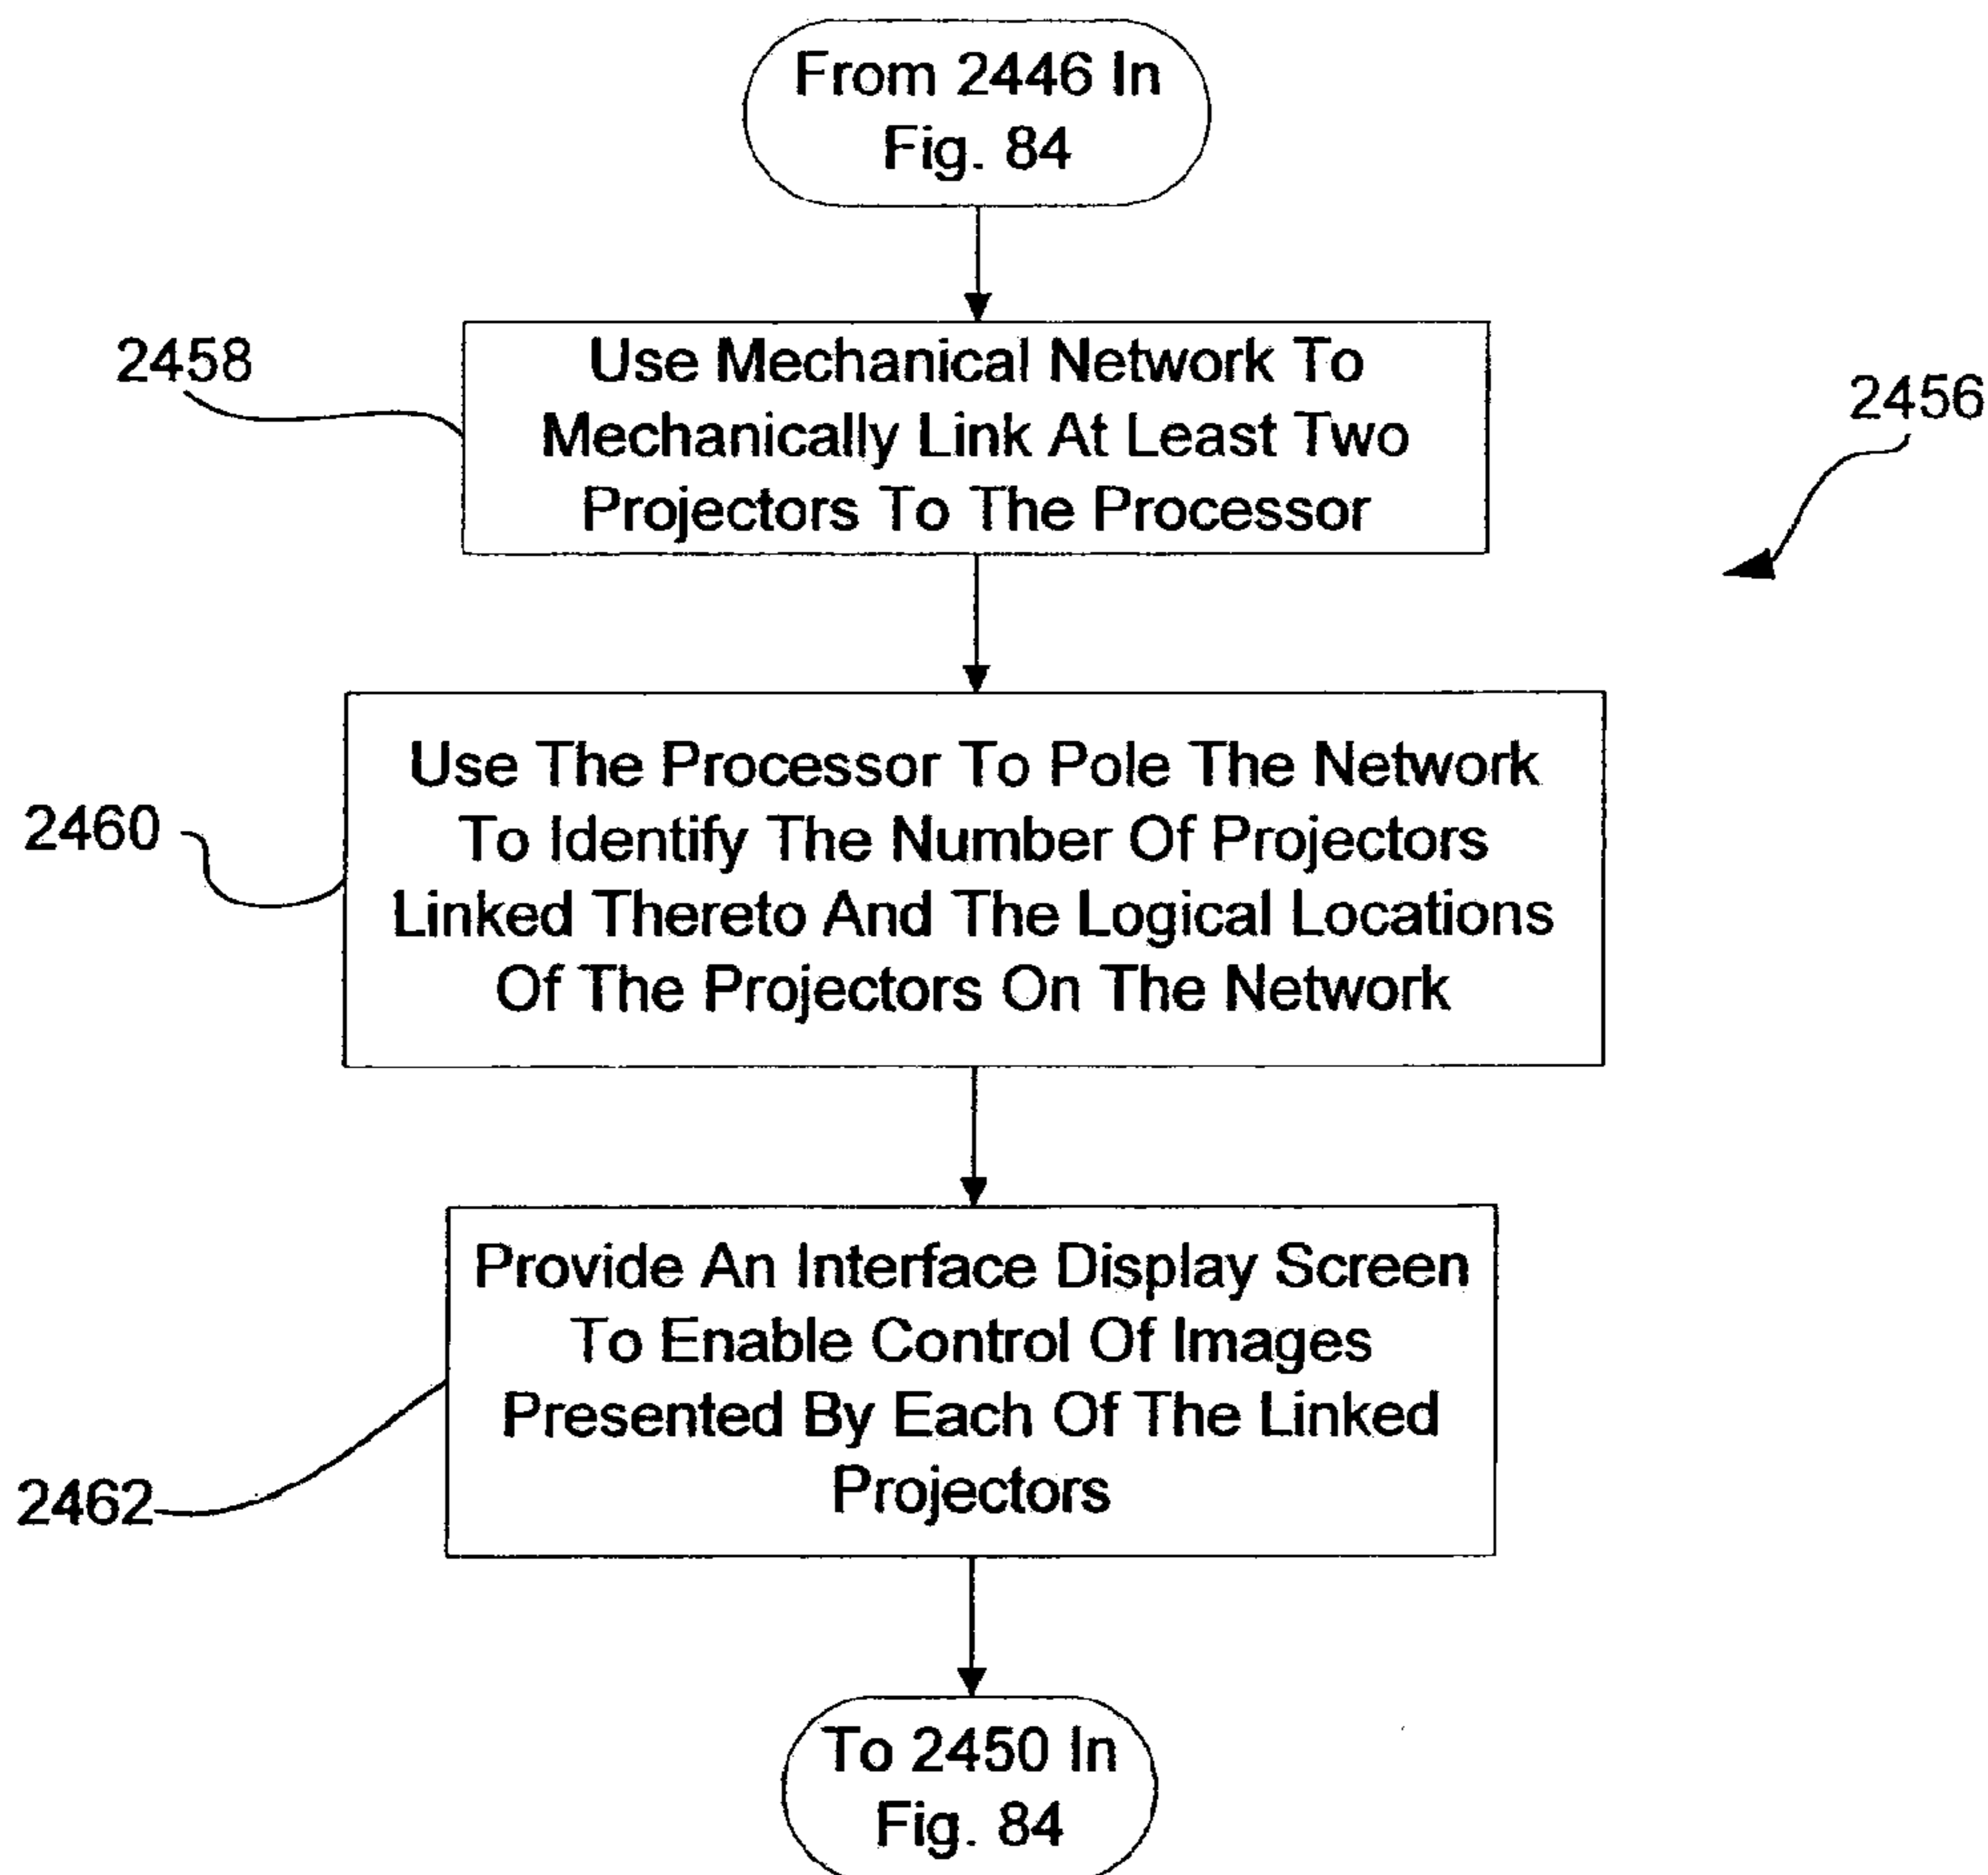 From 2446 In
Fig. 84
2458
Use Mechanical Network To
Mechanically Link At Least Two
Projectors To The Processor
2456
2460
Use The Processor To Pole The Network
To Identify The Number Of Projectors
Linked Thereto And The Logical Locations
Of The Projectors On The Network
2462
Provide An Interface Display Screen
To Enable Control Of Images
Presented By Each Of The Linked
Projectors
To 2450 In
Fig. 84